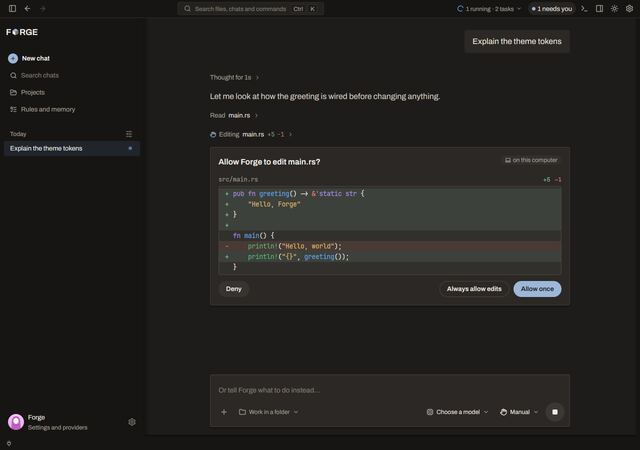 Search files, chats and commands Ctrl K
1 running · 2 tasks
1 needs you
FORGE
New chat
Search chats
Projects
Rules and memory
Today
Explain the theme tokens
Explain the theme tokens
Thought for 1s
Let me look at how the greeting is wired before changing anything.
Read main.rs
Editing main.rs +5 −1
Allow Forge to edit main.rs?
on this computer
src/main.rs +5 −1
+ pub fn greeting() -> &'static str {
+ "Hello, Forge"
+ }
+
fn main() {
- println!("Hello, world");
+ println!("{}", greeting());
}
Deny
Always allow edits
Allow once
Or tell Forge what to do instead...
Work in a folder
Choose a model
Manual
Forge
Settings and providers